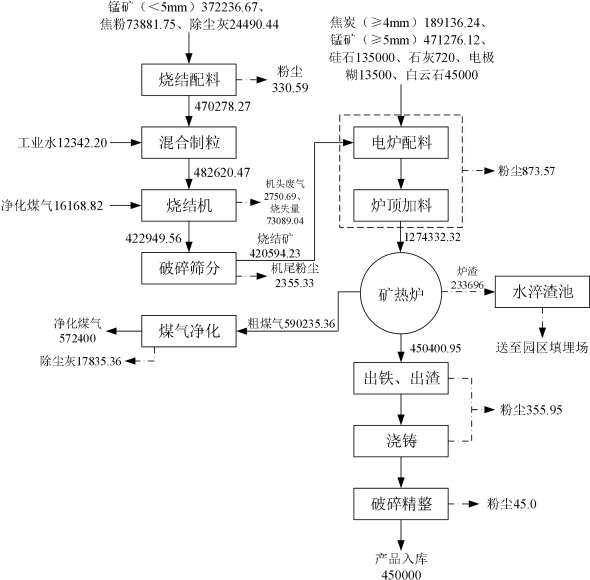 锰矿（<5mm）372236.67、
焦粉73881.75、除尘灰24490.44
焦炭（≥4mm）189136.24、
锰矿（≥5mm）471276.12、
硅石135000、石灰720、电极
糊13500、白云石45000
烧结配料
粉尘
330.59
470278.27
工业水12342.20
混合制粒
482620.47
净化煤气16168.82
烧结机
机头废气
2750.69、
烧失量
73089.04
422949.56
破碎筛分
烧结矿
420594.23
机尾粉尘
2355.33
电炉配料
粉尘873.57
炉顶加料
1274332.32
矿热炉
炉渣
233696
水淬渣池
送至园区填埋场
粗煤气590235.36
煤气净化
净化煤气
572400
除尘灰17835.36
450400.95
出铁、出渣
粉尘355.95
浇铸
破碎精整
粉尘45.0
产品入库
450000